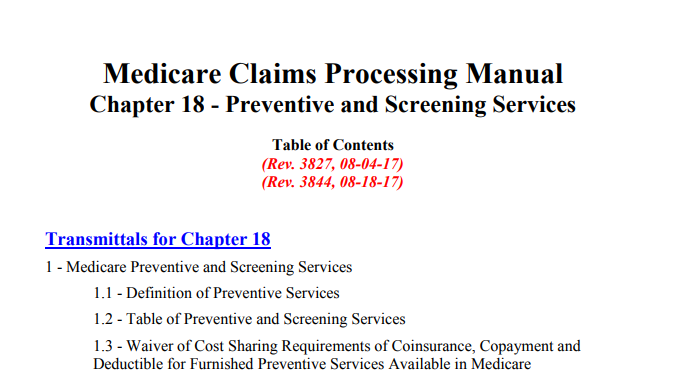 Medicare Claims Processing Manual
Chapter 18 - Preventive and Screening Services
Table of Contents
(Rev. 3827, 08-04-17)
(Rev. 3844, 08-18-17)
Transmittals for Chapter 18
1 - Medicare Preventive and Screening Services
1.1 - Definition of Preventive Services
1.2 - Table of Preventive and Screening Services
1.3 - Waiver of Cost Sharing Requirements of Coinsurance, Copayment and
Deductible for Furnished Preventive Services Available in Medicare